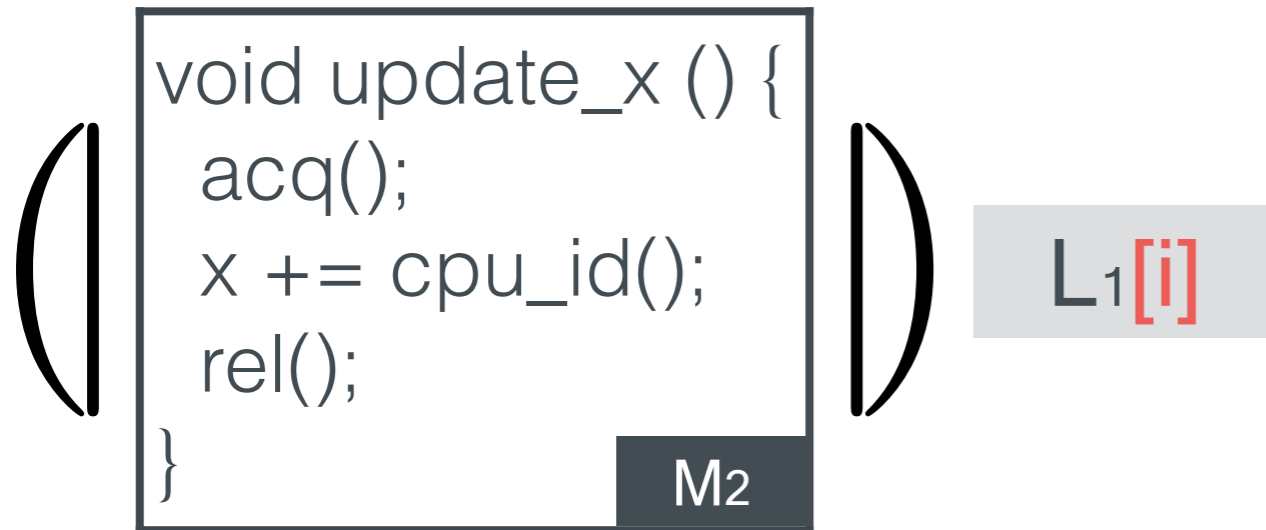 void update_x () {
acq();
x += cpu_id();
rel();
}
M2
L1[i]